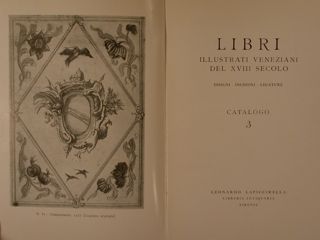 LIBRI
ILLUSTRATI VENEZIANI
DEL XVIII SECOLO
DISEGNI INCISIONI LEGATURE
CATALOGO
3
LEONARDO LAPICCIRELLA
LIBRERIA ANTIQUARIA
FIRENZE